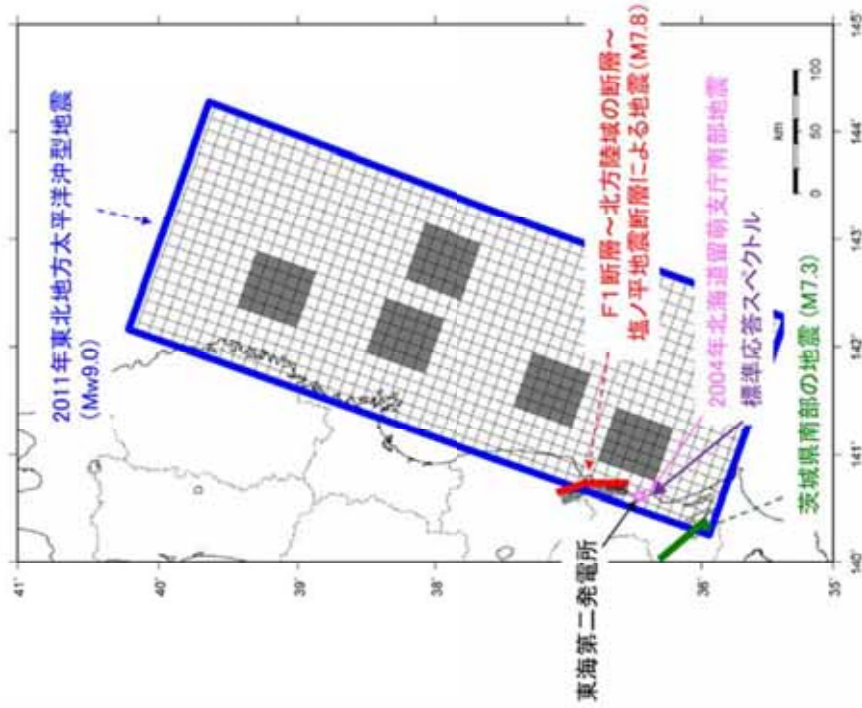 2011年東北地方太平洋沖型地震
(Mw9.0)
F1断層～北方陸域の断層～
塩ノ平地震断層による地震(M7.8)
2004年北海道留萌支庁南部地震
標準応答スペクトル
茨城県南部の地震 (M7.3)
東海第二発電所
km
0 50 100
41°
40°
39°
38°
36°
35°
140°
141°
142°
143°
144°
145°